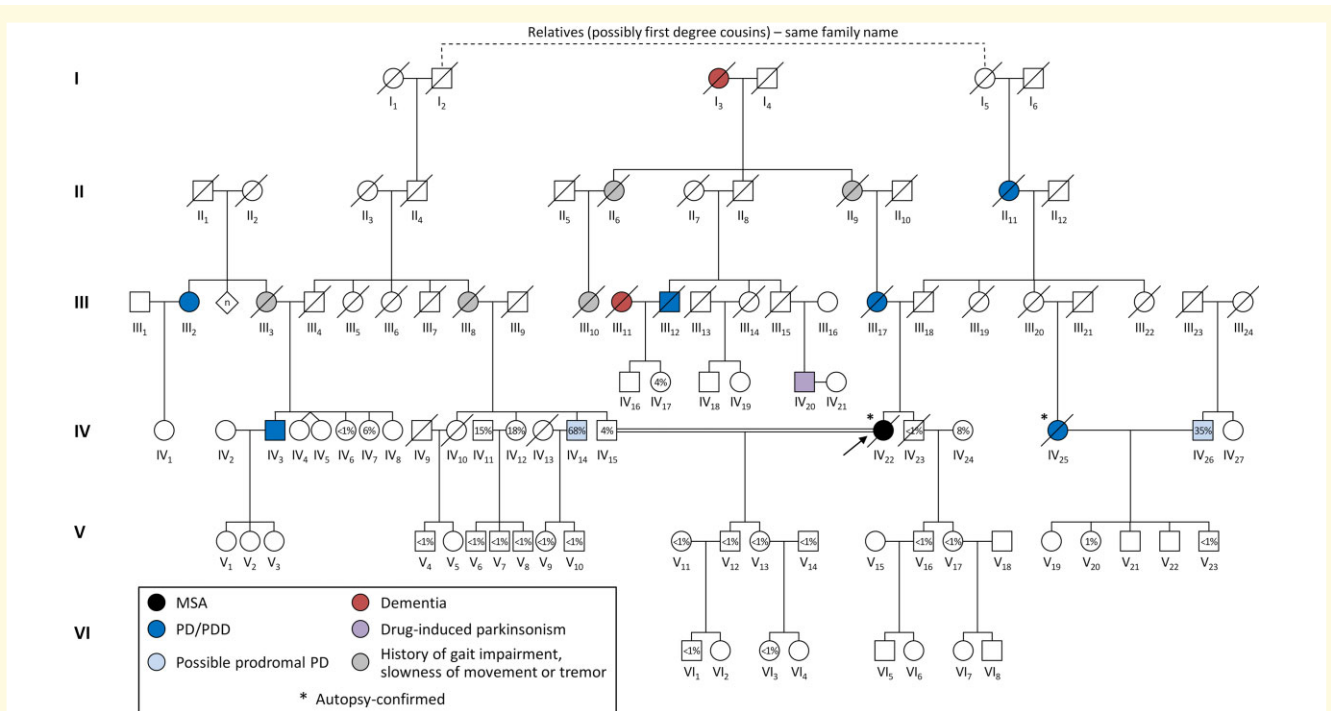 Relatives (possibly first degree cousins) – same family name
I
I1 I2 I3 I4 I5 I6
II
II1 II2 II3 II4 II5 II6 II7 II8 II9 II10 II11 II12
n
III
III1 III2 III3 III4 III5 III6 III7 III8 III9 III10 III11 III12 III13 III14 III15 III16 III17 III18 III19 III20 III21 III22 III23 III24
4%
IV16 IV17 IV18 IV19 IV20 IV21
* *
IV <1% 6% 15% 18% 68% 4% <1% 8% 35%
IV1 IV2 IV3 IV4 IV5 IV6 IV7 IV8 IV9 IV10 IV11 IV12 IV13 IV14 IV15 IV22 IV23 IV24 IV25 IV26 IV27
V <1% <1% <1% <1% <1% <1% <1% <1% <1% <1% <1% <1% 1% <1%
V1 V2 V3 V4 V5 V6 V7 V8 V9 V10 V11 V12 V13 V14 V15 V16 V17 V18 V19 V20 V21 V22 V23
MSA Dementia
PD/PDD Drug-induced parkinsonism
Possible prodromal PD History of gait impairment,
slowness of movement or tremor
* Autopsy-confirmed
VI <1% <1%
VI1 VI2 VI3 VI4 VI5 VI6 VI7 VI8